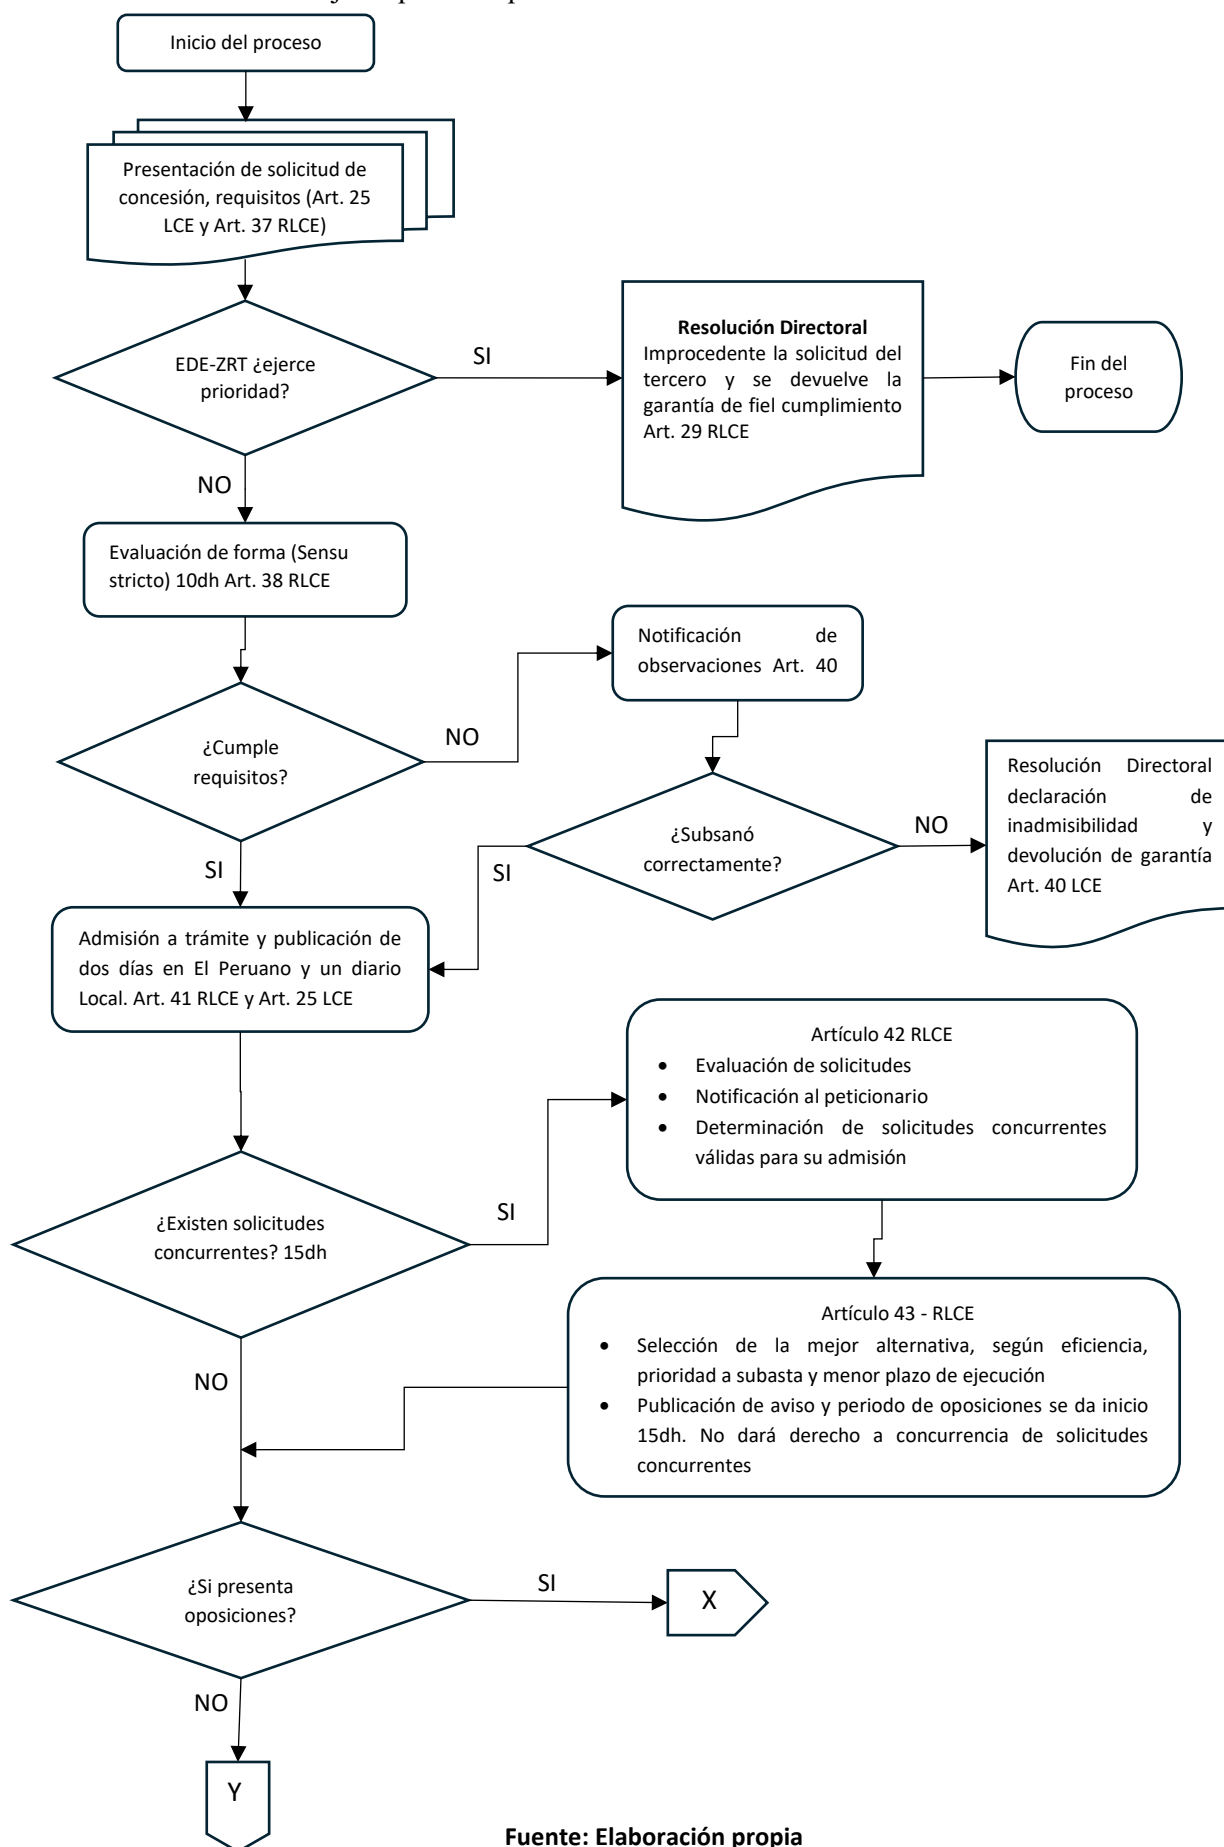 Inicio del proceso
Presentación de solicitud de
concesión, requisitos (Art. 25
LCE y Art. 37 RLCE)
EDE-ZRT ¿ejerce
prioridad?
SI
Resolución Directoral
Improcedente la solicitud del
tercero y se devuelve la
garantía de fiel cumplimiento
Art. 29 RLCE
Fin del
proceso
NO
Evaluación de forma (Sensu
stricto) 10dh Art. 38 RLCE
Notificación de
observaciones Art. 40
¿Cumple
requisitos?
NO
SI
¿Subsanó
correctamente?
NO
SI
Resolución Directoral
declaración de
inadmisibilidad y
devolución de garantía
Art. 40 LCE
Admisión a trámite y publicación de
dos días en El Peruano y un diario
Local. Art. 41 RLCE y Art. 25 LCE
Artículo 42 RLCE
• Evaluación de solicitudes
• Notificación al peticionario
• Determinación de solicitudes concurrentes
válidas para su admisión
¿Existen solicitudes
concurrentes? 15dh
SI
NO
Artículo 43 - RLCE
• Selección de la mejor alternativa, según eficiencia,
prioridad a subasta y menor plazo de ejecución
• Publicación de aviso y periodo de oposiciones se da inicio
15dh. No dará derecho a concurrencia de solicitudes
concurrentes
¿Si presenta
oposiciones?
SI
X
NO
Y
Fuente: Elaboración propia